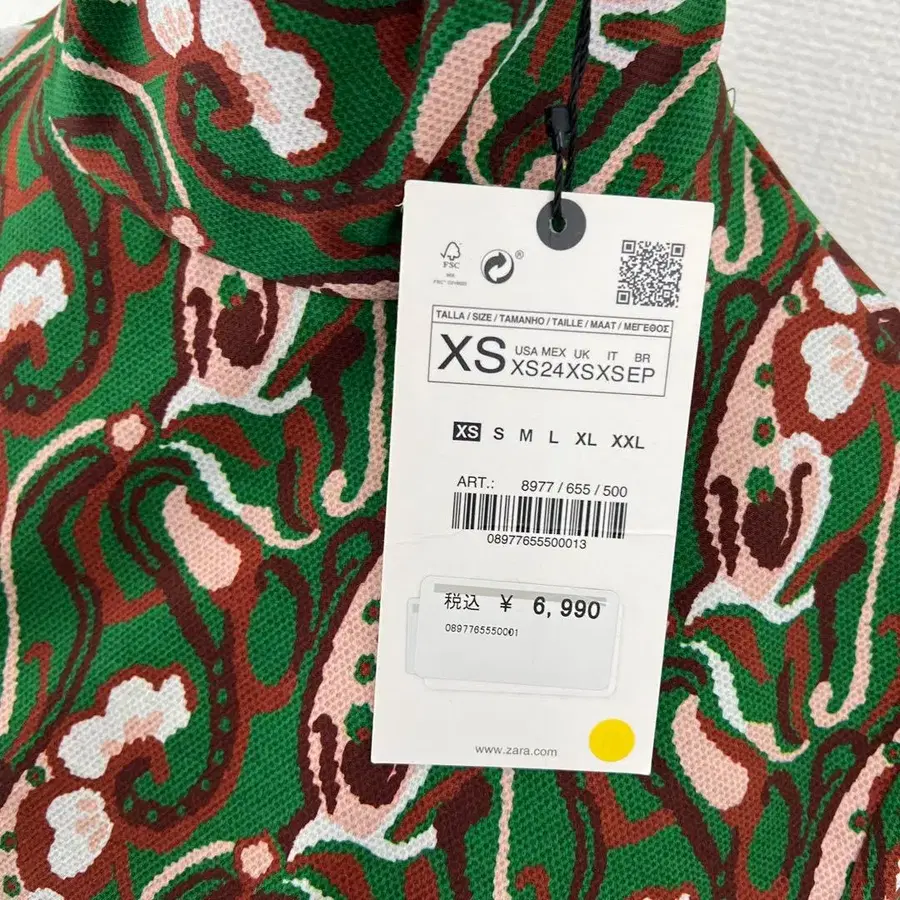 FSC
®
TALLA / SIZE / TAMANHO / TAILLE / MAAT / ΜΕΓΕΘΟΣ
XS USA MEX UK IT BR
XS 24 XS XS EP
XS S M L XL XXL
ART.: 8977 / 655 / 500
08977655500013
税込 ¥ 6,990
0897765550001
www.zara.com